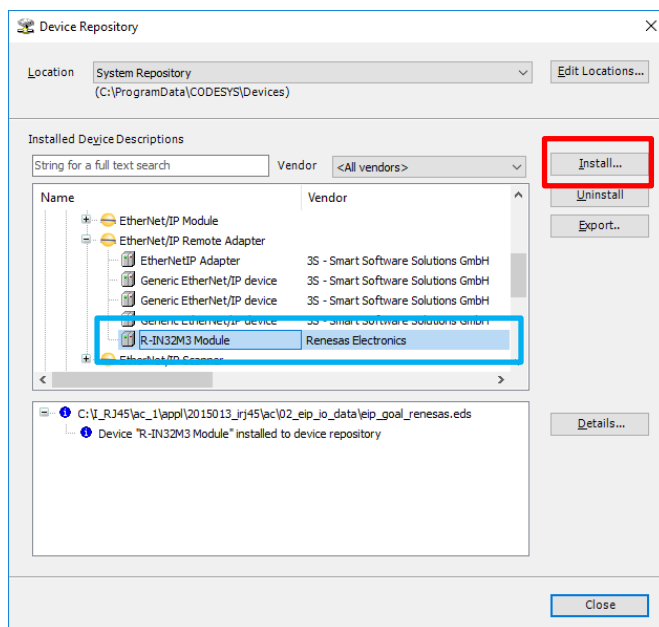 Device Repository
Location
System Repository
Edit Locations...
(C:\ProgramData\CODESYS\Devices)
Installed Device Descriptions
String for a full text search
Vendor
<All vendors>
Install...
Name
Vendor
Uninstall
EtherNet/IP Module
EtherNet/IP Remote Adapter
Export..
EtherNetIP Adapter
3S - Smart Software Solutions GmbH
Generic EtherNet/IP device
3S - Smart Software Solutions GmbH
Generic EtherNet/IP device
3S - Smart Software Solutions GmbH
Generic EtherNet/IP device
3S - Smart Software Solutions GmbH
R-IN32M3 Module
Renesas Electronics
EtherNet/IP Scanner
C:\I_RJ45\ac_1\appl\2015013_irj45\ac\02_eip_io_data\eip_goal_renesas.eds
Details...
Device "R-IN32M3 Module" installed to device repository
Close